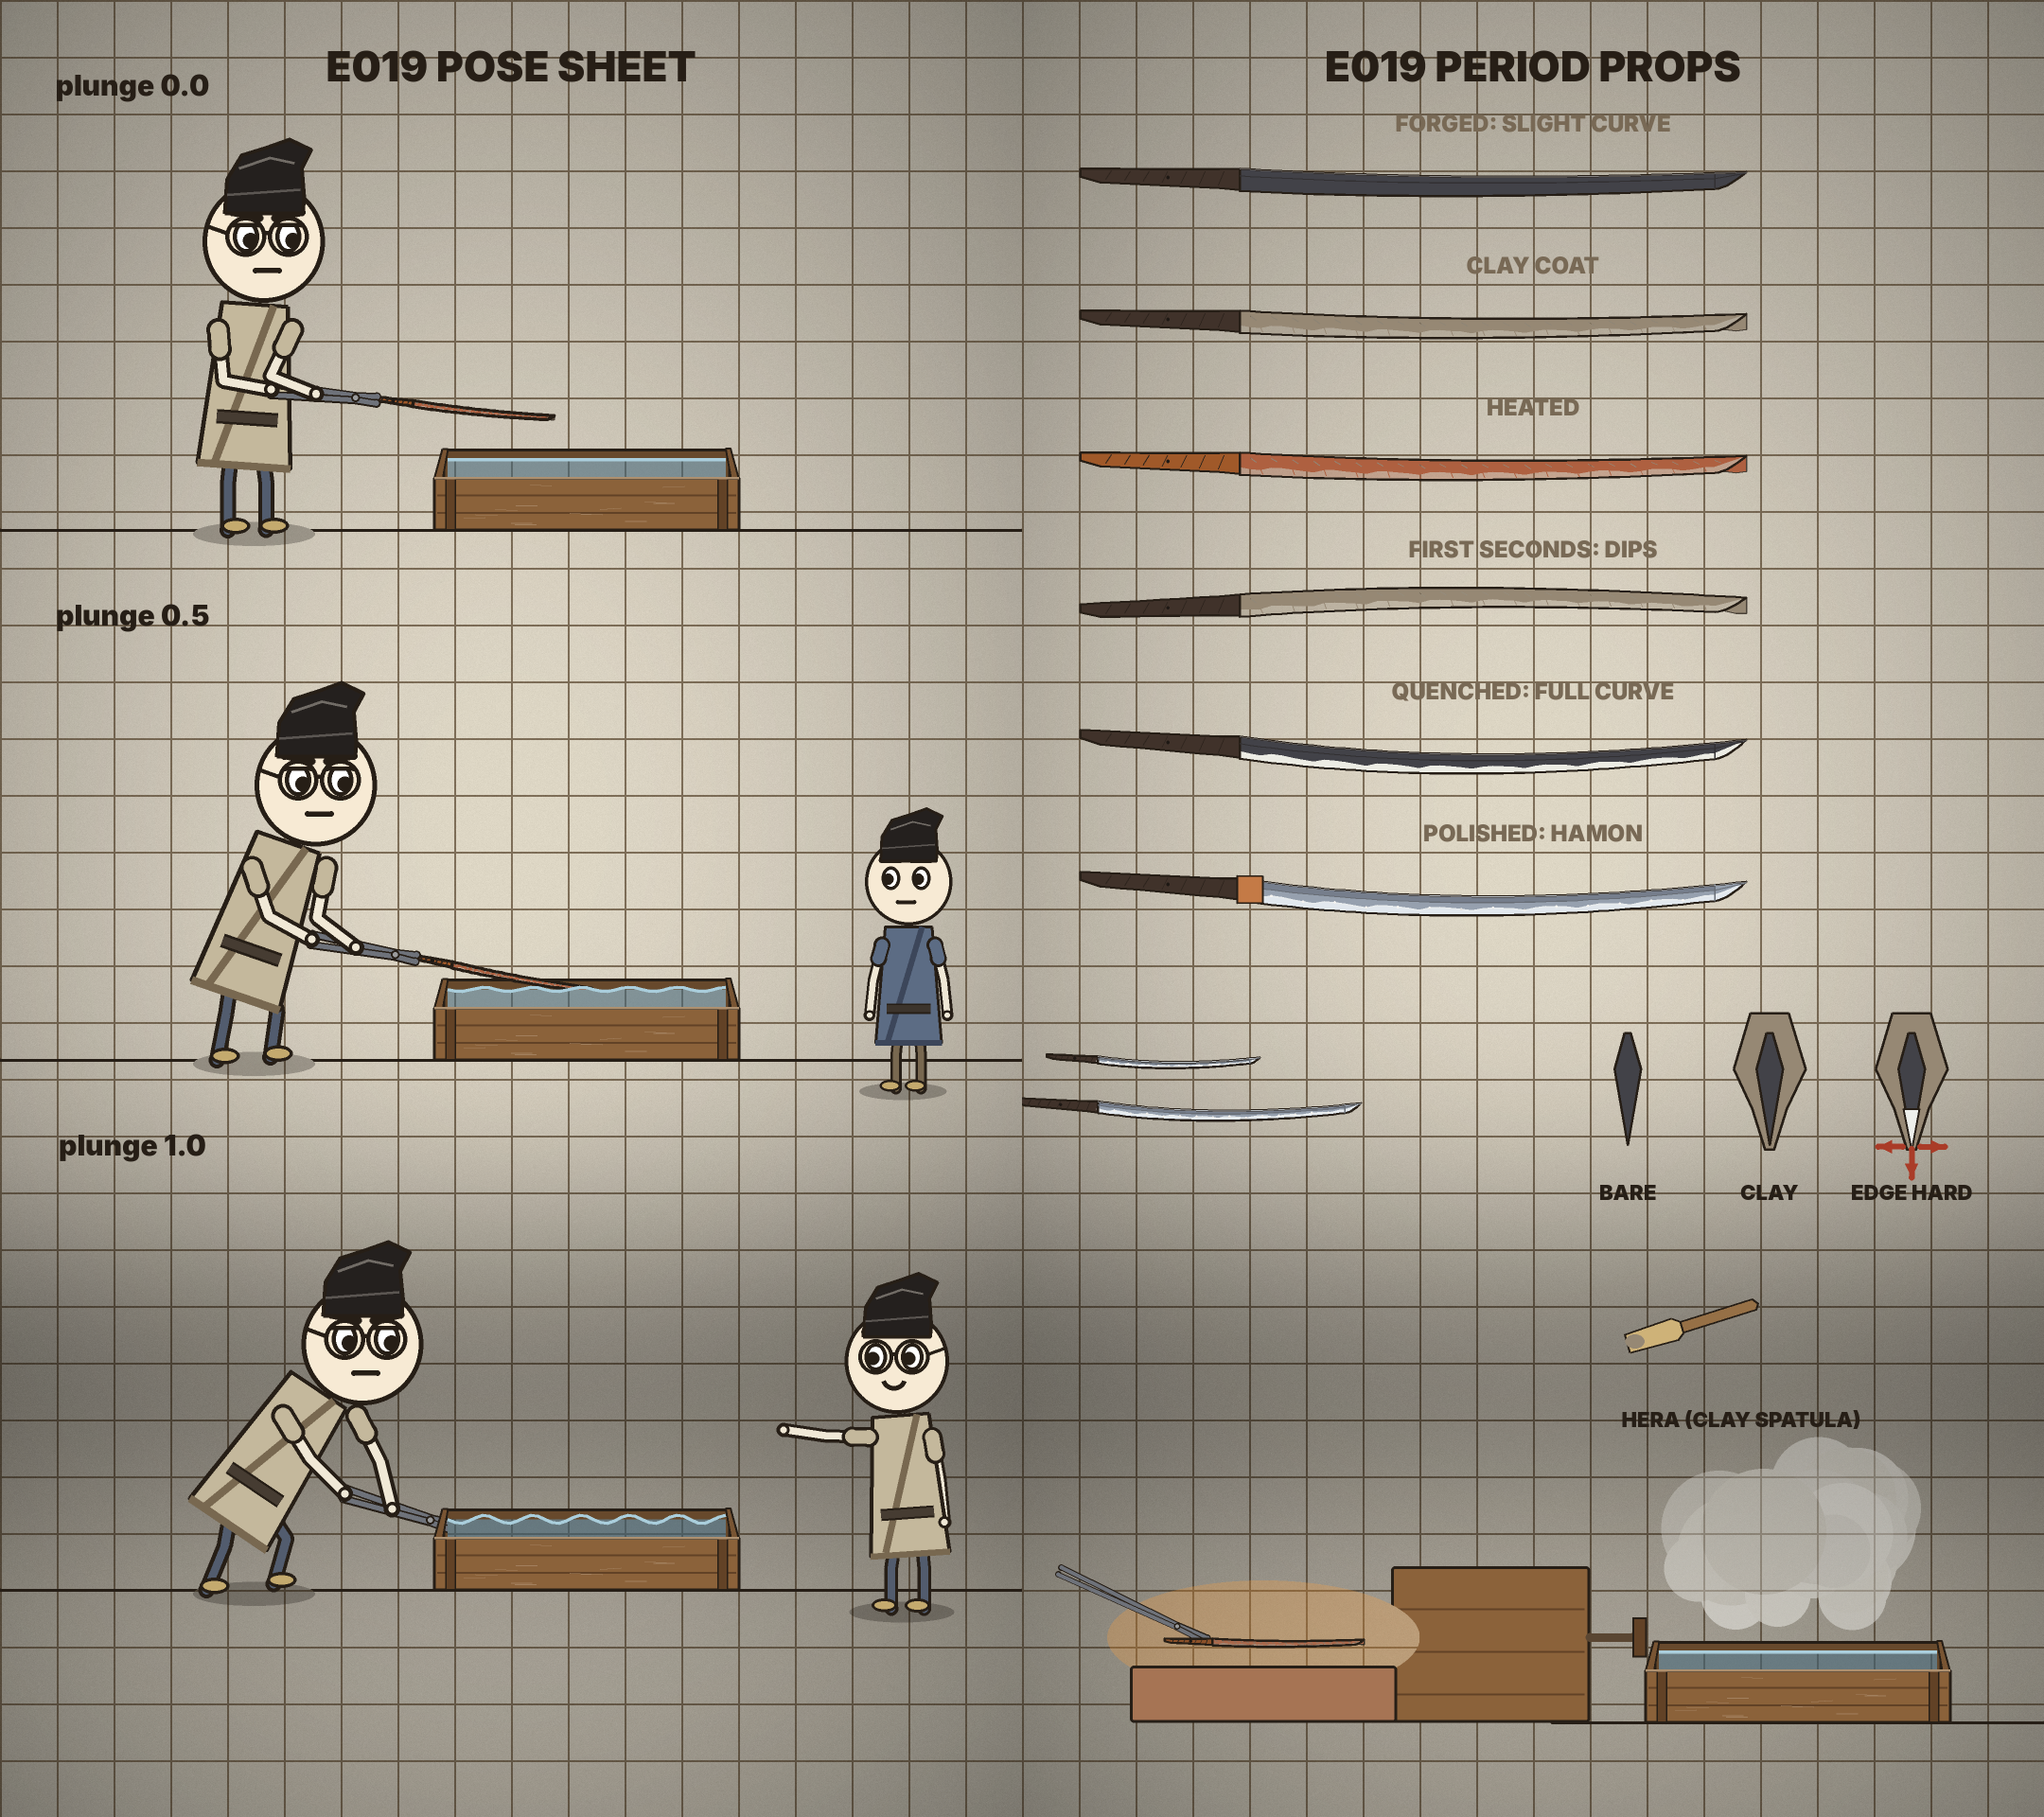 E019 POSE SHEET
plunge 0.0
plunge 0.5
plunge 1.0
E019 PERIOD PROPS
FORGED: SLIGHT CURVE
CLAY COAT
HEATED
FIRST SECONDS: DIPS
QUENCHED: FULL CURVE
POLISHED: HAMON
BARE
CLAY
EDGE HARD
HERA (CLAY SPATULA)